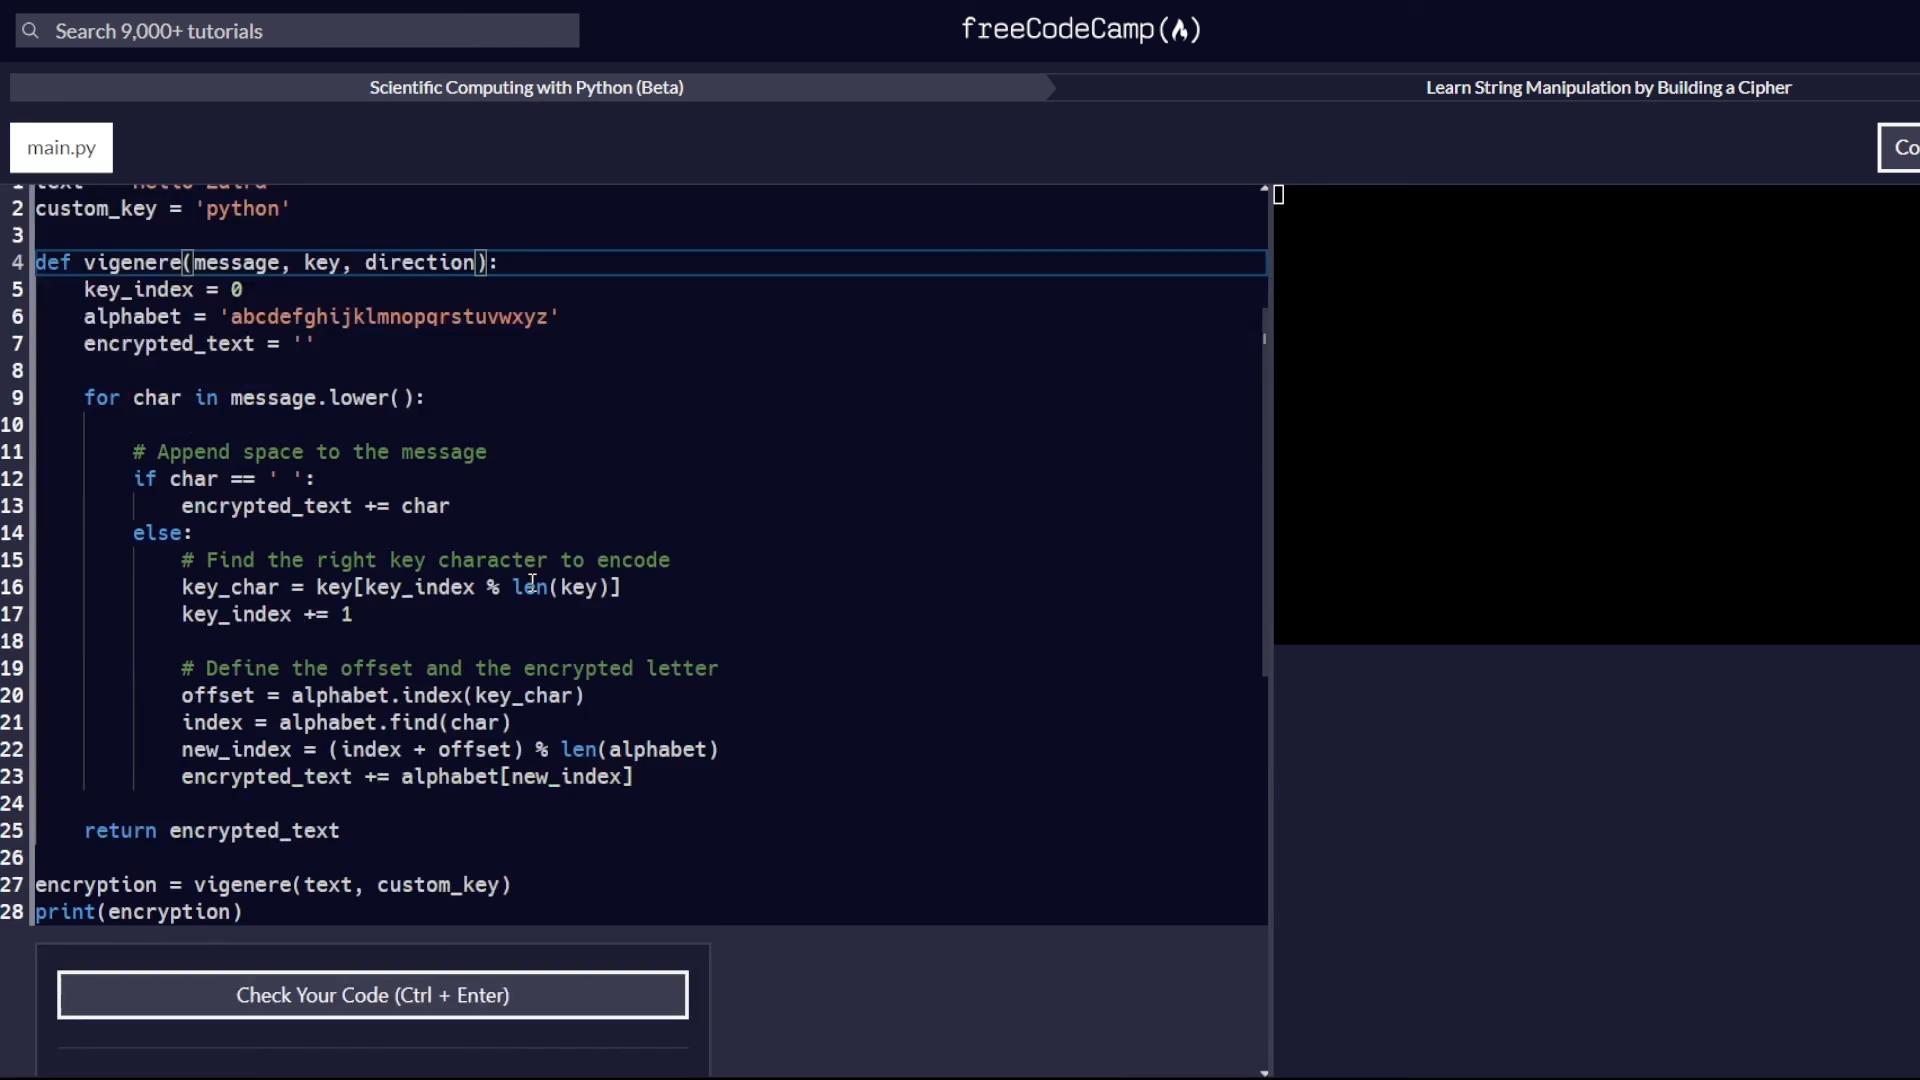 Search 9,000+ tutorials
freeCodeCamp
Scientific Computing with Python (Beta)
Learn String Manipulation by Building a Cipher
main.py
Co
2 custom_key = 'python'
3
4 def vigenere(message, key, direction):
5     key_index = 0
6     alphabet = 'abcdefghijklmnopqrstuvwxyz'
7     encrypted_text = ''
8
9     for char in message.lower():
10
11         # Append space to the message
12         if char == ' ':
13             encrypted_text += char
14         else:
15             # Find the right key character to encode
16             key_char = key[key_index % len(key)]
17             key_index += 1
18
19             # Define the offset and the encrypted letter
20             offset = alphabet.index(key_char)
21             index = alphabet.find(char)
22             new_index = (index + offset) % len(alphabet)
23             encrypted_text += alphabet[new_index]
24
25     return encrypted_text
26
27 encryption = vigenere(text, custom_key)
28 print(encryption)
Check Your Code (Ctrl + Enter)